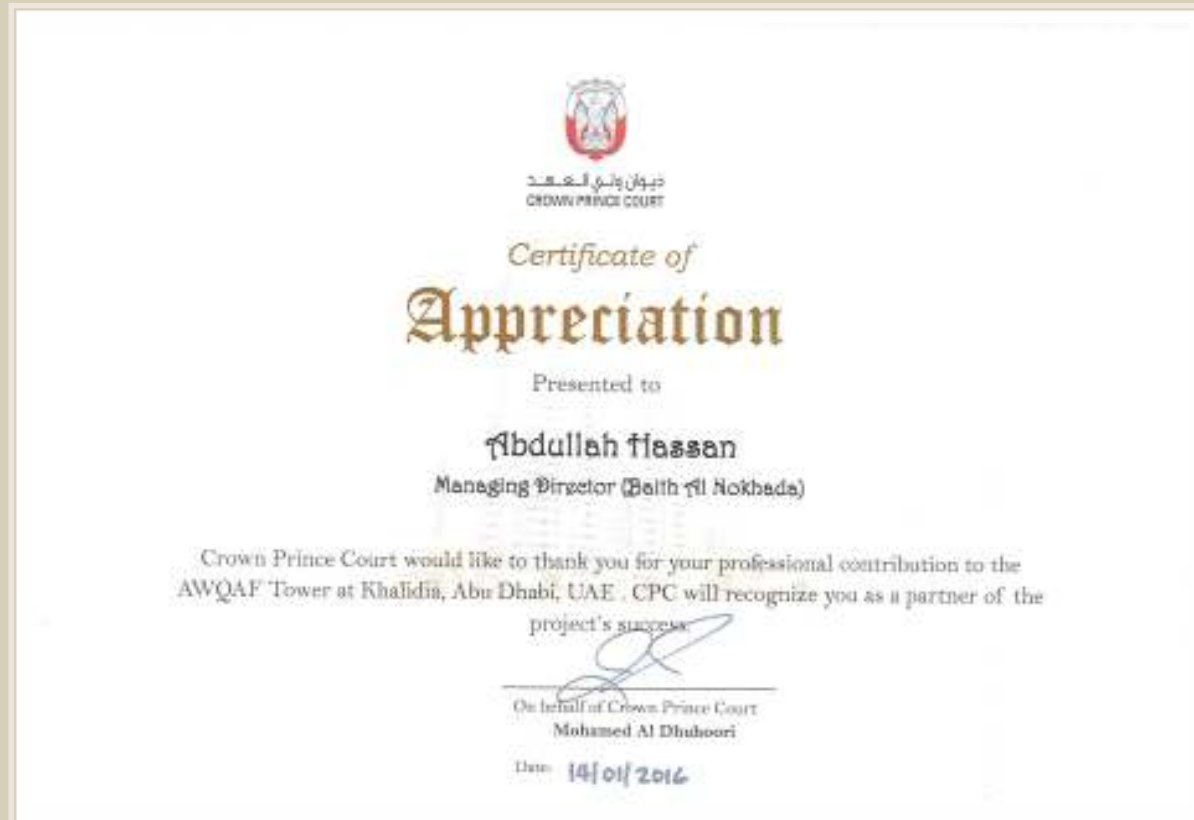 ديوان ولي العهد
CROWN PRINCE COURT
Certificate of
Appreciation
Presented to
Abdullah Hassan
Managing Director (Baith Al Nokhada)
Crown Prince Court would like to thank you for your professional contribution to the
AWQAF Tower at Khalidia, Abu Dhabi, UAE . CPC will recognize you as a partner of the
project's success.
On behalf of Crown Prince Court
Mohamed Al Dhuhoori
Date: 14/01/2016